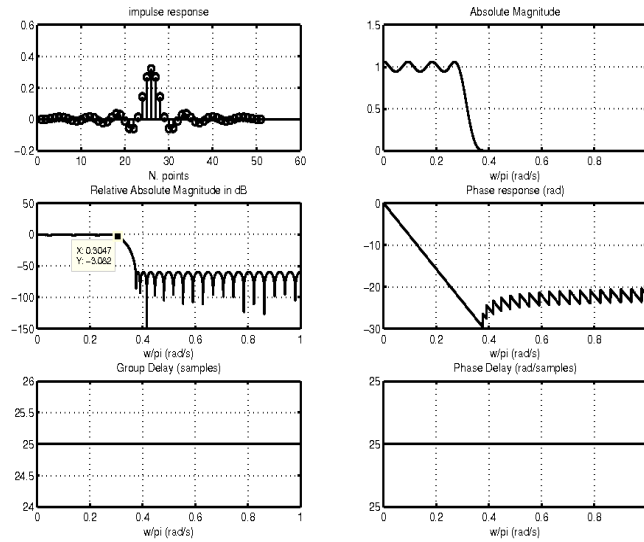 impulse response
0.6
0.4
0.2
0
−0.2
0 10 20 30 40 50 60
N. points
Absolute Magnitude
1.5
1
0.5
0
0 0.2 0.4 0.6 0.8
w/pi (rad/s)
Relative Absolute Magnitude in dB
50
0
−50
−100
−150
X: 0.3047
Y: −3.082
0 0.2 0.4 0.6 0.8 1
w/pi (rad/s)
Phase response (rad)
0
−10
−20
−30
0 0.2 0.4 0.6 0.8
w/pi (rad/s)
Group Delay (samples)
26
25.5
25
24.5
24
0 0.2 0.4 0.6 0.8 1
w/pi (rad/s)
Phase Delay (rad/samples)
25
25
25
0 0.2 0.4 0.6 0.8
w/pi (rad/s)